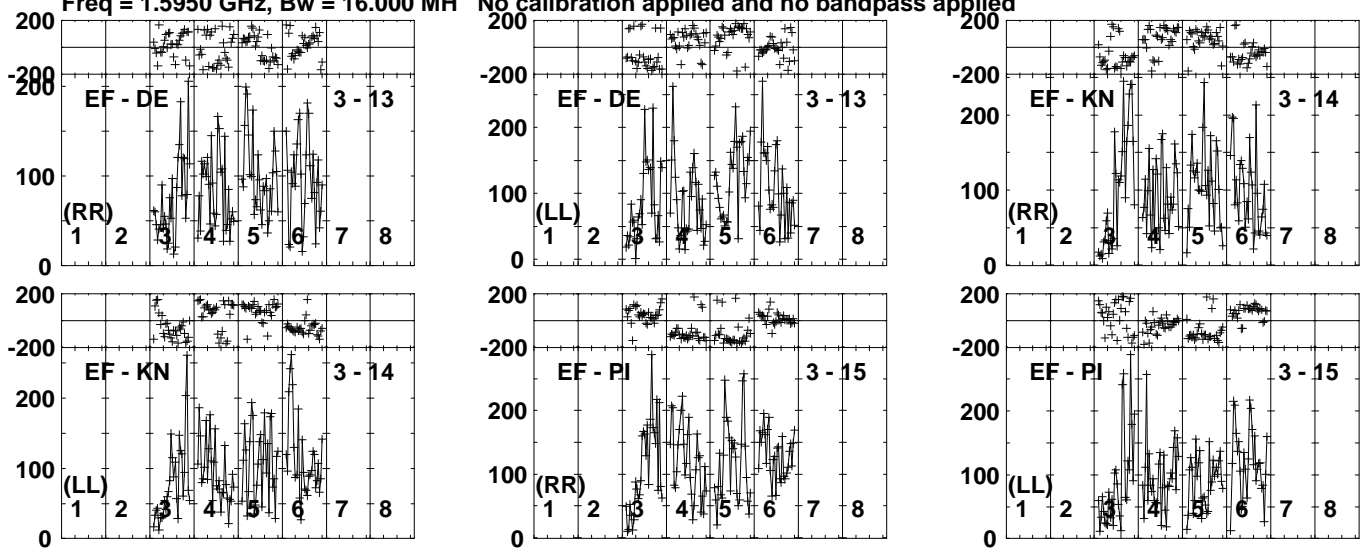 Freq = 1.5950 GHz, Bw = 16.000 MH No calibration applied and no bandpass applied
200 200 200
-200 -200 -200
200 EF - DE 3 - 13 EF - DE 3 - 13 EF - KN 3 - 14
200 200
100 100 100
(RR) (LL) (RR)
1 2 3 4 5 6 7 8 1 2 3 4 5 6 7 8 1 2 3 4 5 6 7 8
0 0 0
200 200 200
-200 -200 -200
EF - KN 3 - 14 EF - PI 3 - 15 EF - PI 3 - 15
200 200 200
100 100 100
(LL) (RR) (LL)
1 2 3 4 5 6 7 8 1 2 3 4 5 6 7 8 1 2 3 4 5 6 7 8
0 0 0